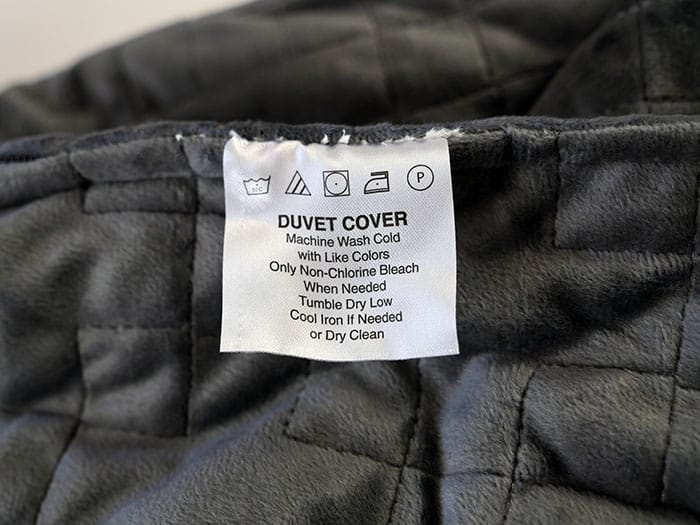 P
DUVET COVER
Machine Wash Cold
with Like Colors
Only Non-Chlorine Bleach
When Needed
Tumble Dry Low
Cool Iron If Needed
or Dry Clean